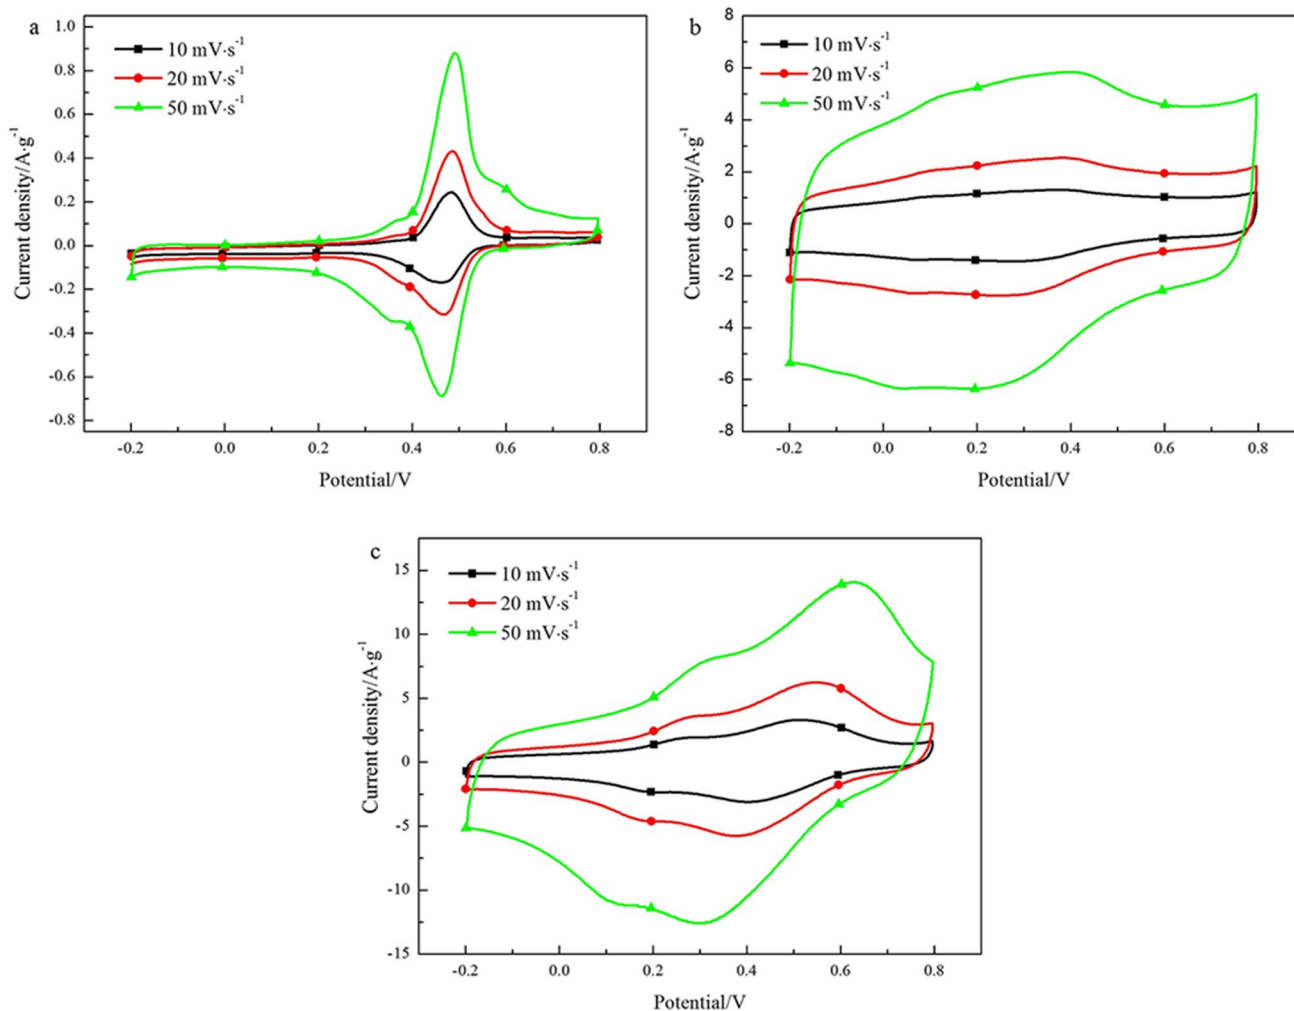 a
10 mV·s⁻¹
20 mV·s⁻¹
50 mV·s⁻¹
1.0
0.8
0.6
0.4
0.2
0.0
-0.2
-0.4
-0.6
-0.8
Current density/A·g⁻¹
-0.2 0.0 0.2 0.4 0.6 0.8
Potential/V
b
10 mV·s⁻¹
20 mV·s⁻¹
50 mV·s⁻¹
8
6
4
2
0
-2
-4
-6
-8
Current density/A·g⁻¹
-0.2 0.0 0.2 0.4 0.6 0.8
Potential/V
c
10 mV·s⁻¹
20 mV·s⁻¹
50 mV·s⁻¹
15
10
5
0
-5
-10
-15
Current density/A·g⁻¹
-0.2 0.0 0.2 0.4 0.6 0.8
Potential/V